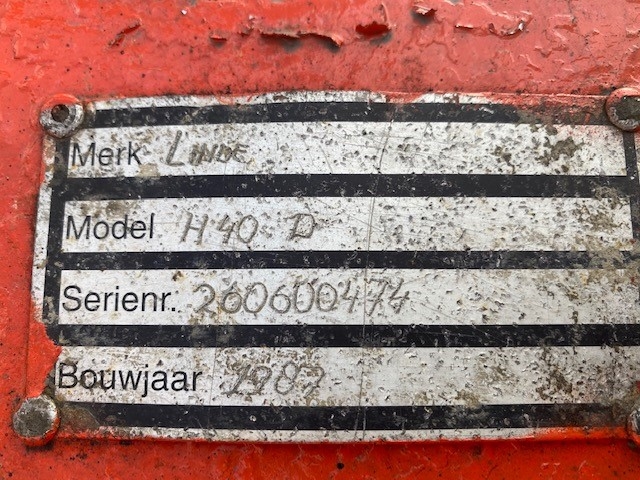 Merk LINDE
Model H40 D
Serienr. 260600474
Bouwjaar 1987